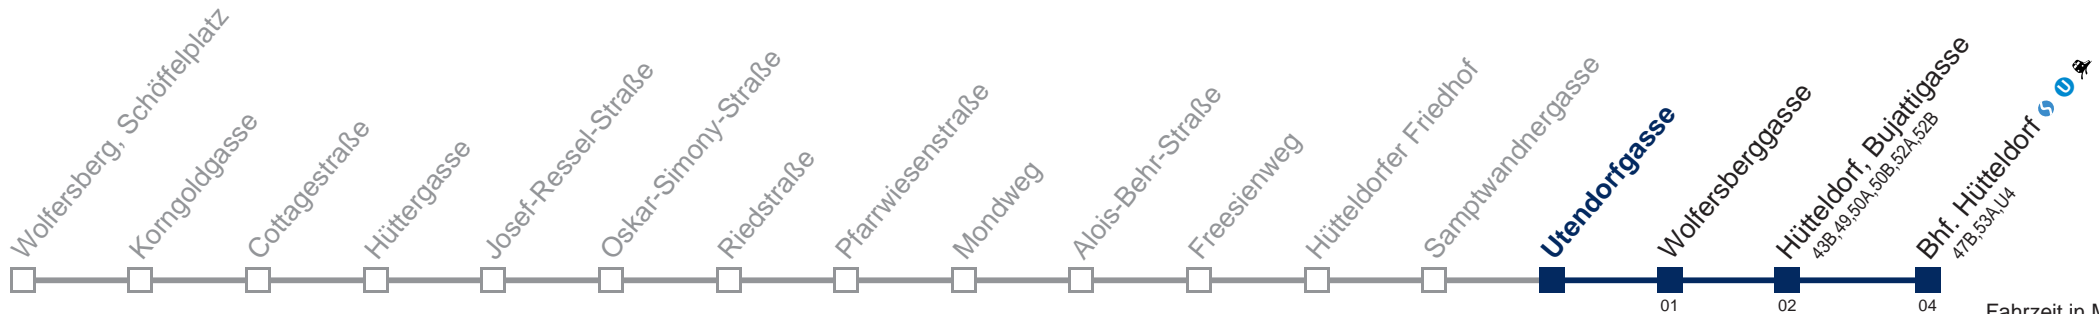 Wolfersberg, Schöffelplatz
Korngoldgasse
Cottagestraße
Hüttergasse
Josef-Ressel-Straße
Oskar-Simony-Straße
Riedstraße
Pfarrwiesenstraße
Mondweg
Alois-Behr-Straße
Freesienweg
Hütteldorfer Friedhof
Samptwandnergasse
Utendorfgasse
Wolfersberggasse
Hütteldorf, Bujattigasse
43B,49,50A,50B,52A,52B
Bhf. Hütteldorf S U
47B,53A,U4
01
02
04
Fahrzeit in M